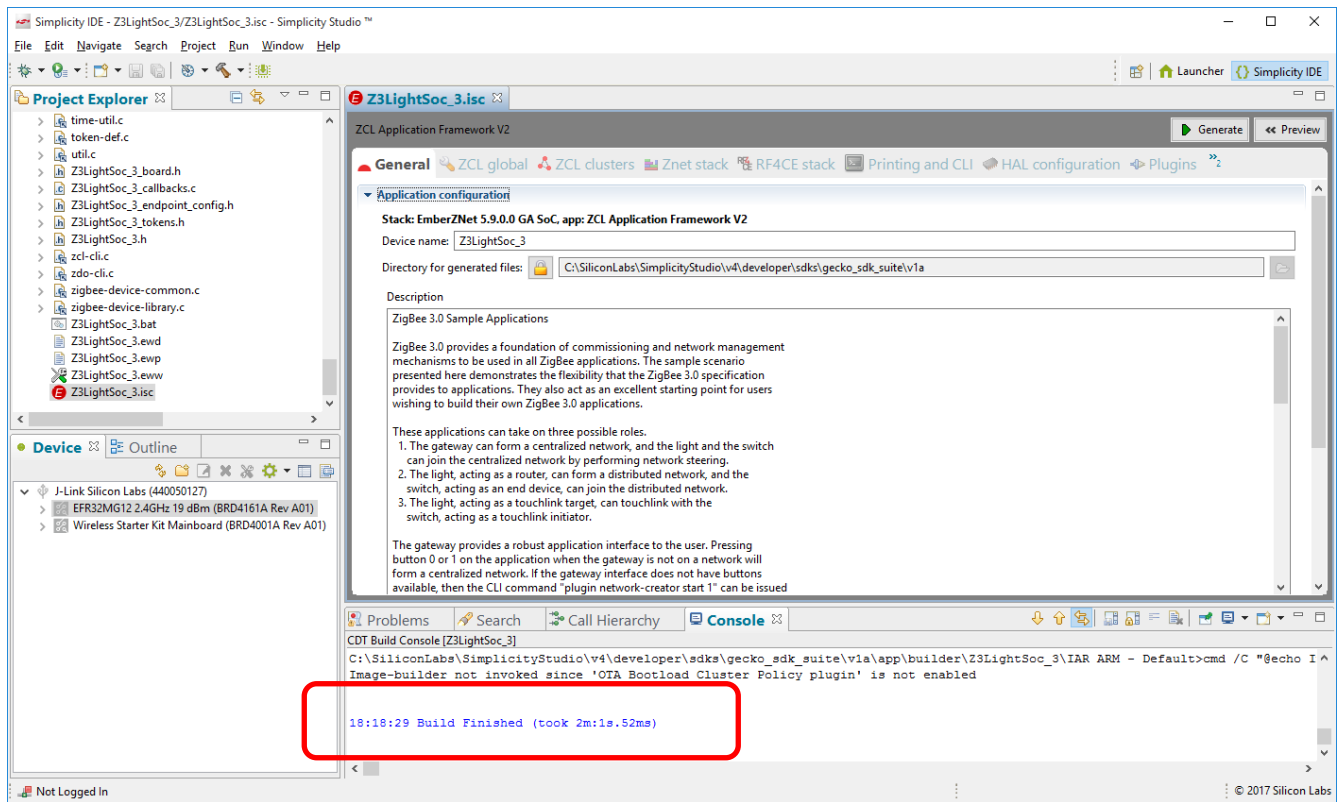 Simplicity IDE - Z3LightSoc_3/Z3LightSoc_3.isc - Simplicity Studio ™
File Edit Navigate Search Project Run Window Help
Launcher Simplicity IDE
Project Explorer
time-util.c
token-def.c
util.c
Z3LightSoc_3_board.h
Z3LightSoc_3_callbacks.c
Z3LightSoc_3_endpoint_config.h
Z3LightSoc_3_tokens.h
Z3LightSoc_3.h
zcl-cli.c
zdo-cli.c
zigbee-device-common.c
zigbee-device-library.c
Z3LightSoc_3.bat
Z3LightSoc_3.ewd
Z3LightSoc_3.ewp
Z3LightSoc_3.eww
Z3LightSoc_3.isc
Device Outline
J-Link Silicon Labs (440050127)
EFR32MG12 2.4GHz 19 dBm (BRD4161A Rev A01)
Wireless Starter Kit Mainboard (BRD4001A Rev A01)
Z3LightSoc_3.isc
ZCL Application Framework V2
Generate Preview
General ZCL global ZCL clusters Znet stack RF4CE stack Printing and CLI HAL configuration Plugins »2
Application configuration
Stack: EmberZNet 5.9.0.0 GA SoC, app: ZCL Application Framework V2
Device name: Z3LightSoc_3
Directory for generated files: C:\SiliconLabs\SimplicityStudio\v4\developer\sdks\gecko_sdk_suite\v1a
Description
ZigBee 3.0 Sample Applications
ZigBee 3.0 provides a foundation of commissioning and network management
mechanisms to be used in all ZigBee applications. The sample scenario
presented here demonstrates the flexibility that the ZigBee 3.0 specification
provides to applications. They also act as an excellent starting point for users
wishing to build their own ZigBee 3.0 applications.
These applications can take on three possible roles.
1. The gateway can form a centralized network, and the light and the switch
can join the centralized network by performing network steering.
2. The light, acting as a router, can form a distributed network, and the
switch, acting as an end device, can join the distributed network.
3. The light, acting as a touchlink target, can touchlink with the
switch, acting as a touchlink initiator.
The gateway provides a robust application interface to the user. Pressing
button 0 or 1 on the application when the gateway is not on a network will
form a centralized network. If the gateway interface does not have buttons
available, then the CLI command "plugin network-creator start 1" can be issued
Problems Search Call Hierarchy Console
CDT Build Console [Z3LightSoc_3]
C:\SiliconLabs\SimplicityStudio\v4\developer\sdks\gecko_sdk_suite\v1a\app\builder\Z3LightSoc_3\IAR ARM - Default>cmd /C "@echo I
Image-builder not invoked since 'OTA Bootload Cluster Policy plugin' is not enabled
18:18:29 Build Finished (took 2m:1s.52ms)
Not Logged In
© 2017 Silicon Labs